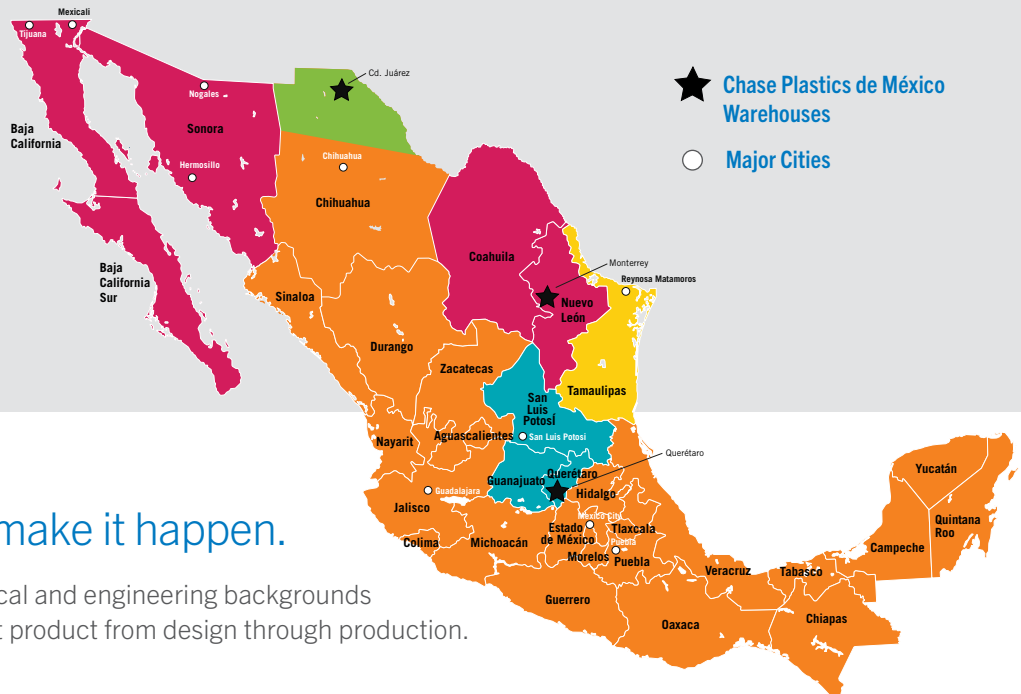 Mexicali
Tijuana
Cd. Juárez
Nogales
Baja
California
Sonora
Hermosillo
Chihuahua
Chihuahua
Chase Plastics de México
Warehouses
Major Cities
Coahuila
Monterrey
Reynosa Matamoros
Baja
California
Sur
Sinaloa
Nuevo
León
Durango
Zacatecas
Tamaulipas
San
Luis
Potosí
San Luis Potosí
Nayarit
Aguascalientes
Querétaro
Guanajuato
Querétaro
Guadalajara
Jalisco
Hidalgo
Yucatán
Quintana
Roo
Campeche
Mexico City
Estado
de México
Tlaxcala
Colima
Michoacán
Puebla
Morelos
Puebla
Veracruz
Tabasco
Guerrero
Oaxaca
Chiapas
make it happen.
cal and engineering backgrounds
t product from design through production.